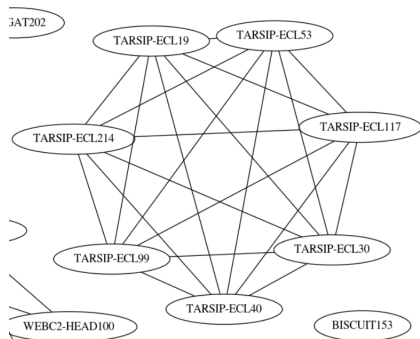 GAT202
TARSIP-ECL19
TARSIP-ECL53
TARSIP-ECL214
TARSIP-ECL117
TARSIP-ECL99
TARSIP-ECL30
TARSIP-ECL40
WEBC2-HEAD100
BISCUIT153